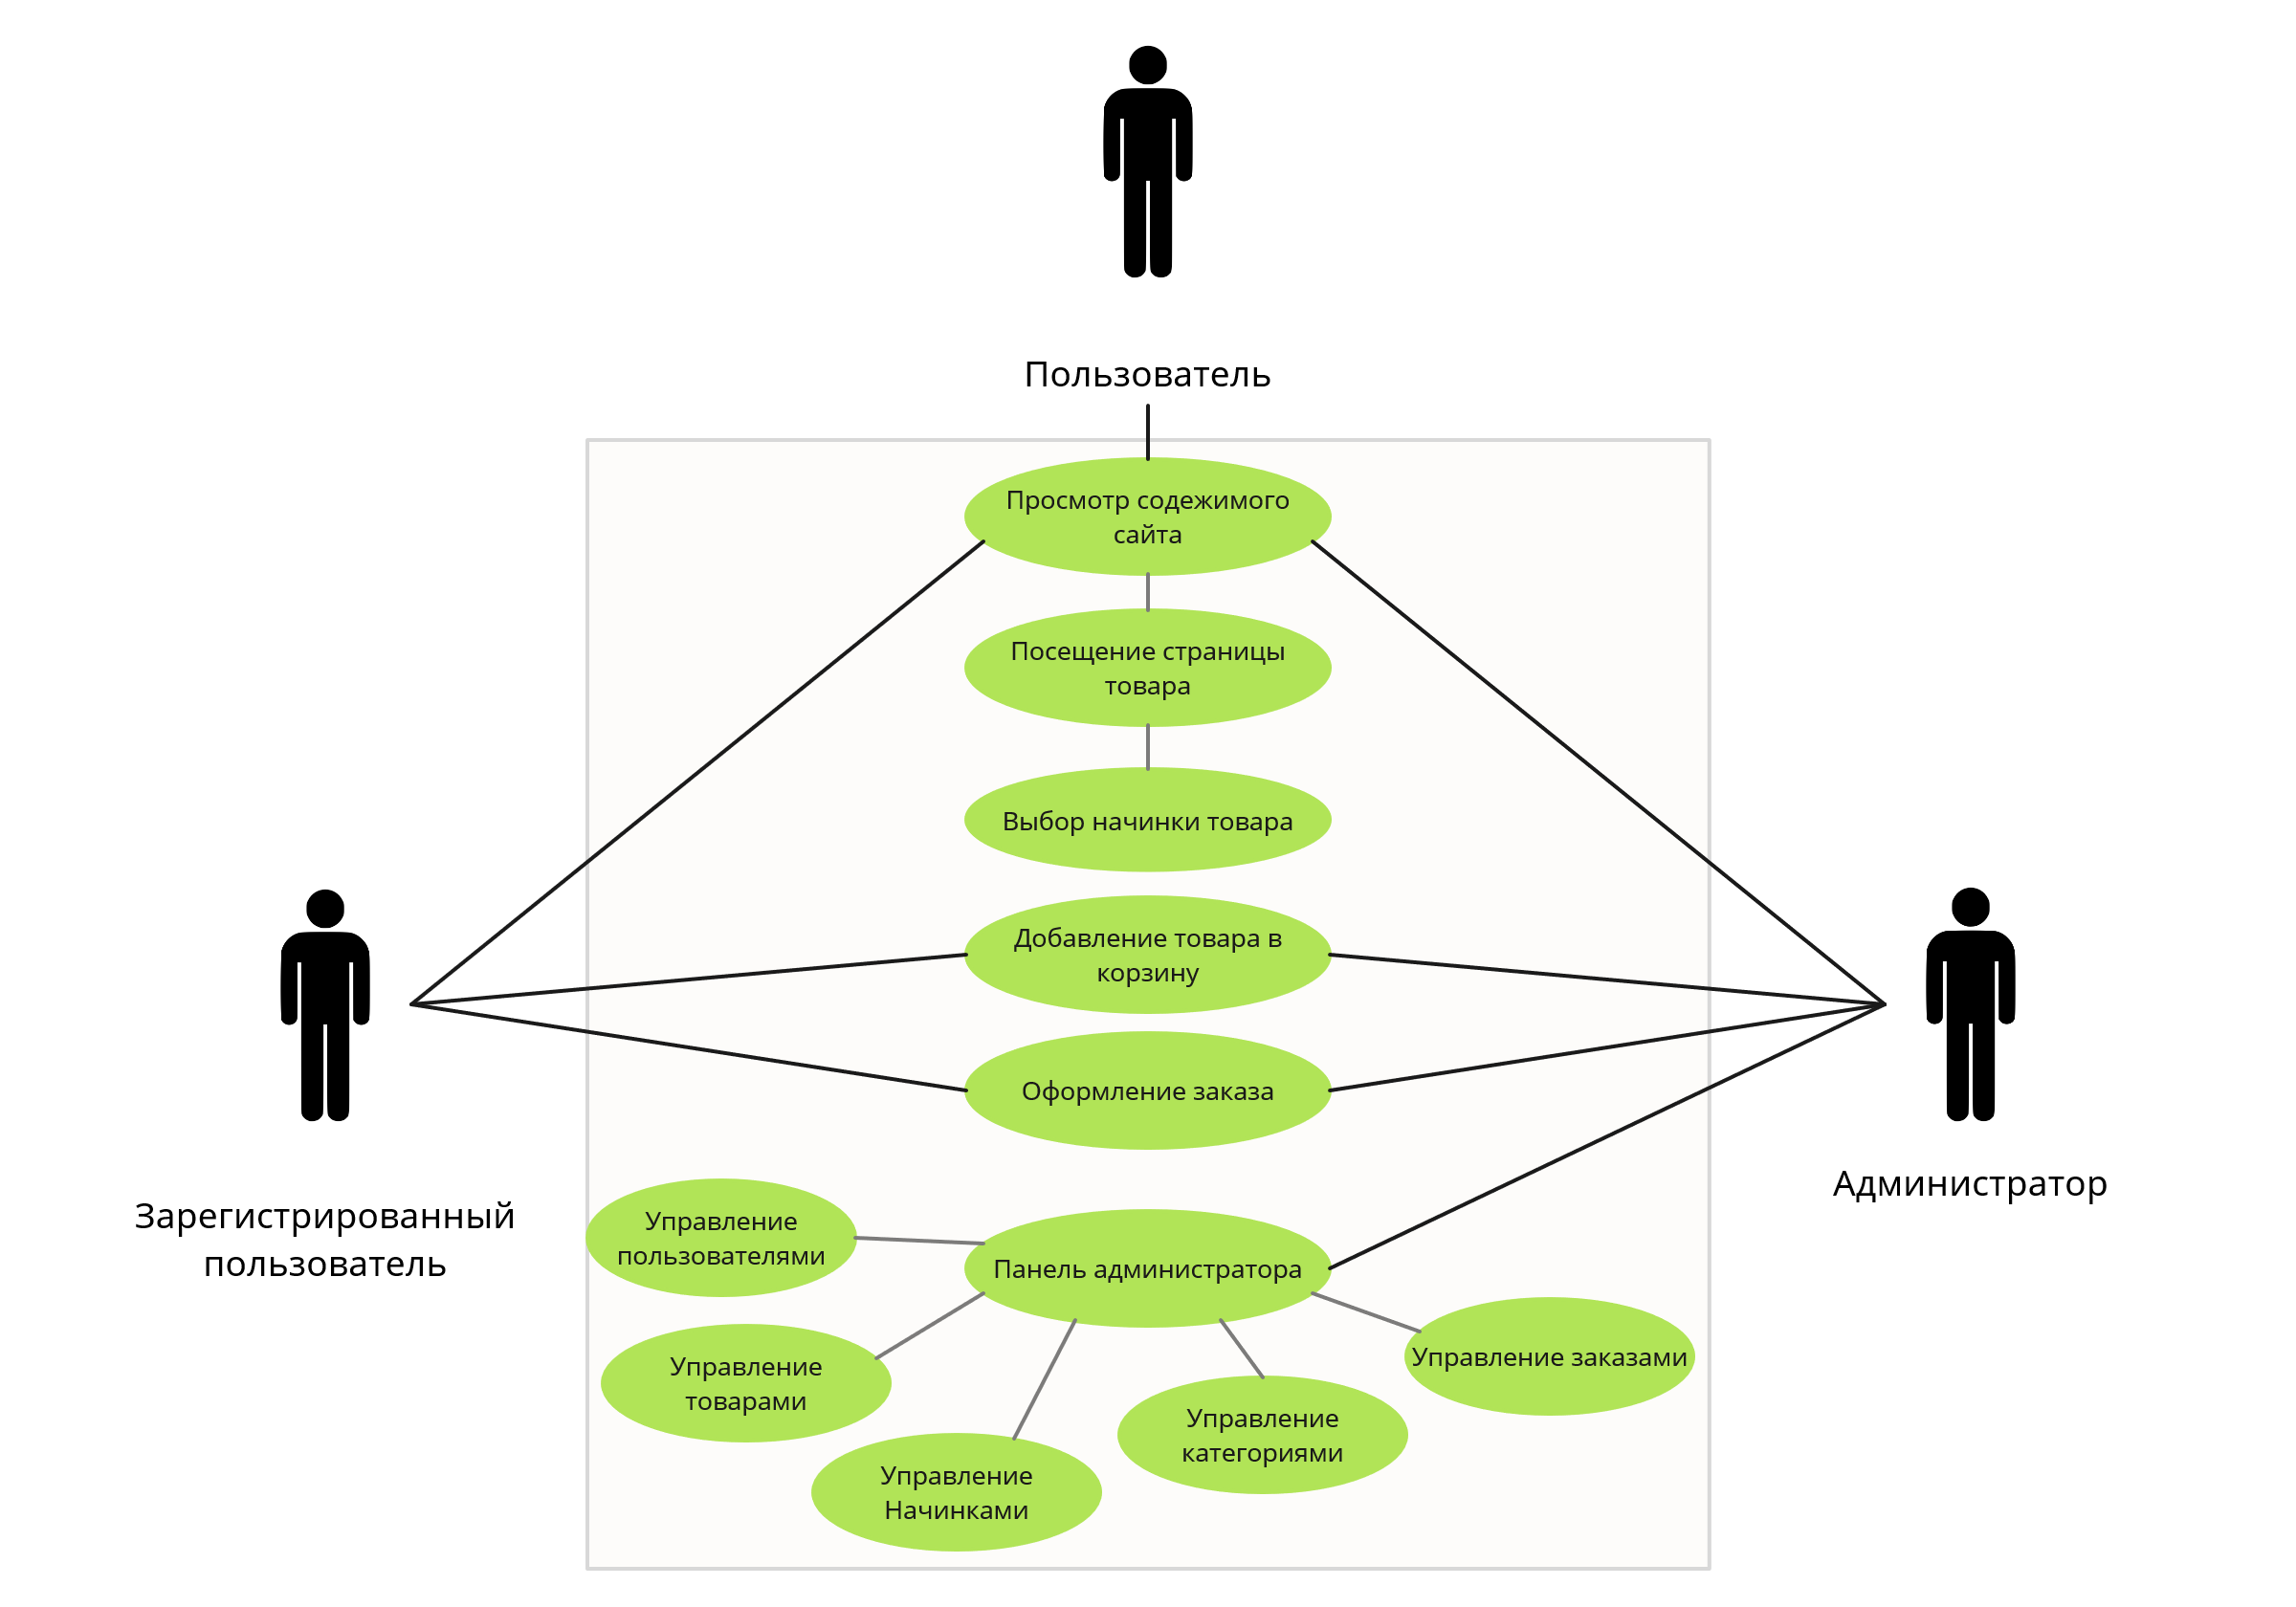 Пользователь
Просмотр содежимого
сайта
Посещение страницы
товара
Выбор начинки товара
Добавление товара в
корзину
Оформление заказа
Зарегистрированный
пользователь
Администратор
Управление
пользователями
Панель администратора
Управление заказами
Управление
товарами
Управление
категориями
Управление
Начинками